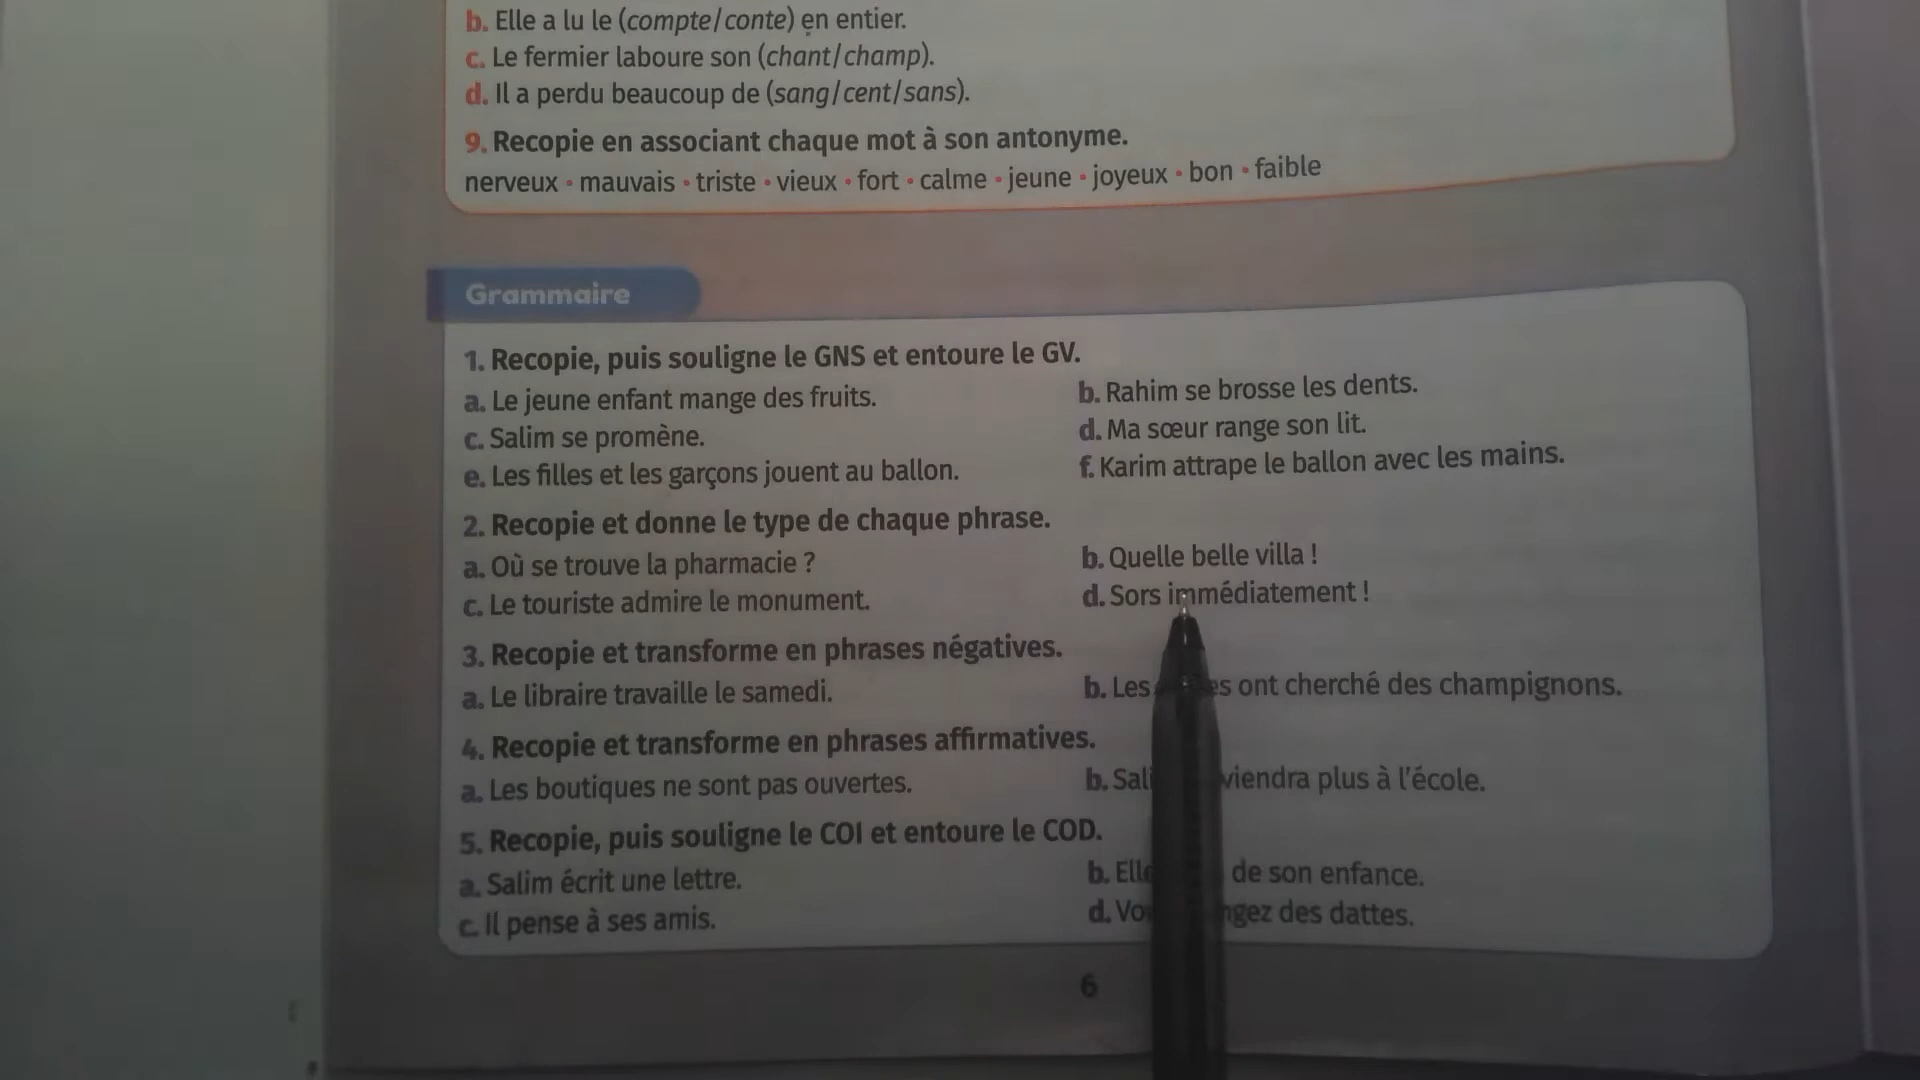 b. Elle a lu le (compte/conte) en entier.
c. Le fermier laboure son (chant/champ).
d. Il a perdu beaucoup de (sang/cent/sans).
9. Recopie en associant chaque mot à son antonyme.
nerveux • mauvais • triste • vieux • fort • calme • jeune • joyeux • bon • faible
Grammaire
1. Recopie, puis souligne le GNS et entoure le GV.
a. Le jeune enfant mange des fruits.
b. Rahim se brosse les dents.
c. Salim se promène.
d. Ma sœur range son lit.
e. Les filles et les garçons jouent au ballon.
f. Karim attrape le ballon avec les mains.
2. Recopie et donne le type de chaque phrase.
a. Où se trouve la pharmacie ?
b. Quelle belle villa !
c. Le touriste admire le monument.
d. Sors immédiatement !
3. Recopie et transforme en phrases négatives.
a. Le libraire travaille le samedi.
b. Les ont cherché des champignons.
4. Recopie et transforme en phrases affirmatives.
a. Les boutiques ne sont pas ouvertes.
b. viendra plus à l'école.
5. Recopie, puis souligne le COI et entoure le COD.
a. Salim écrit une lettre.
b. de son enfance.
c. Il pense à ses amis.
d. des dattes.
6